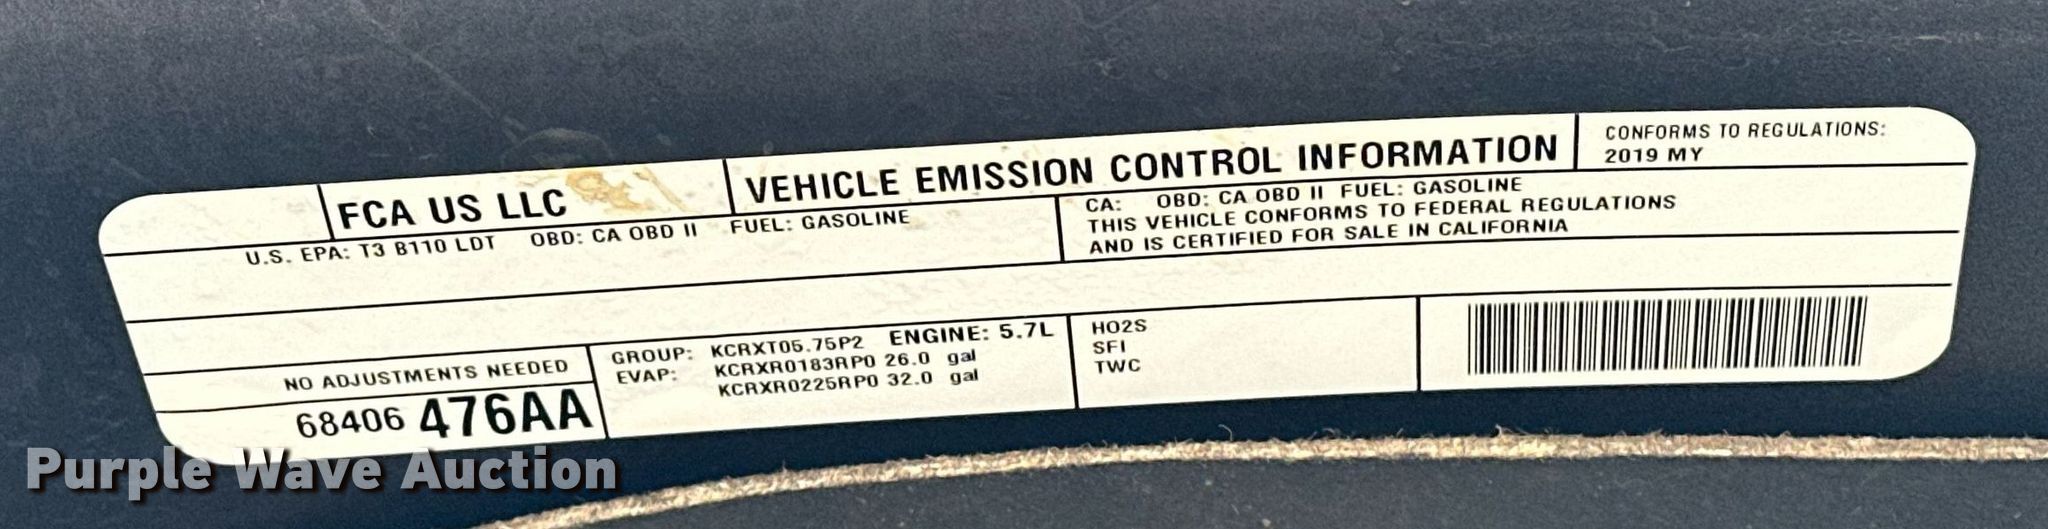 FCA US LLC
VEHICLE EMISSION CONTROL INFORMATION
CONFORMS TO REGULATIONS:
2019 MY
U.S. EPA: T3 B110 LDT OBD: CA OBD II FUEL: GASOLINE
CA: OBD: CA OBD II FUEL: GASOLINE
THIS VEHICLE CONFORMS TO FEDERAL REGULATIONS
AND IS CERTIFIED FOR SALE IN CALIFORNIA
NO ADJUSTMENTS NEEDED
68406 476AA
GROUP: KCRXT05.75P2 ENGINE: 5.7L
EVAP: KCRXR0183RP0 26.0 gal
KCRXR0225RP0 32.0 gal
HO2S
SFI
TWC
Purple Wave Auction